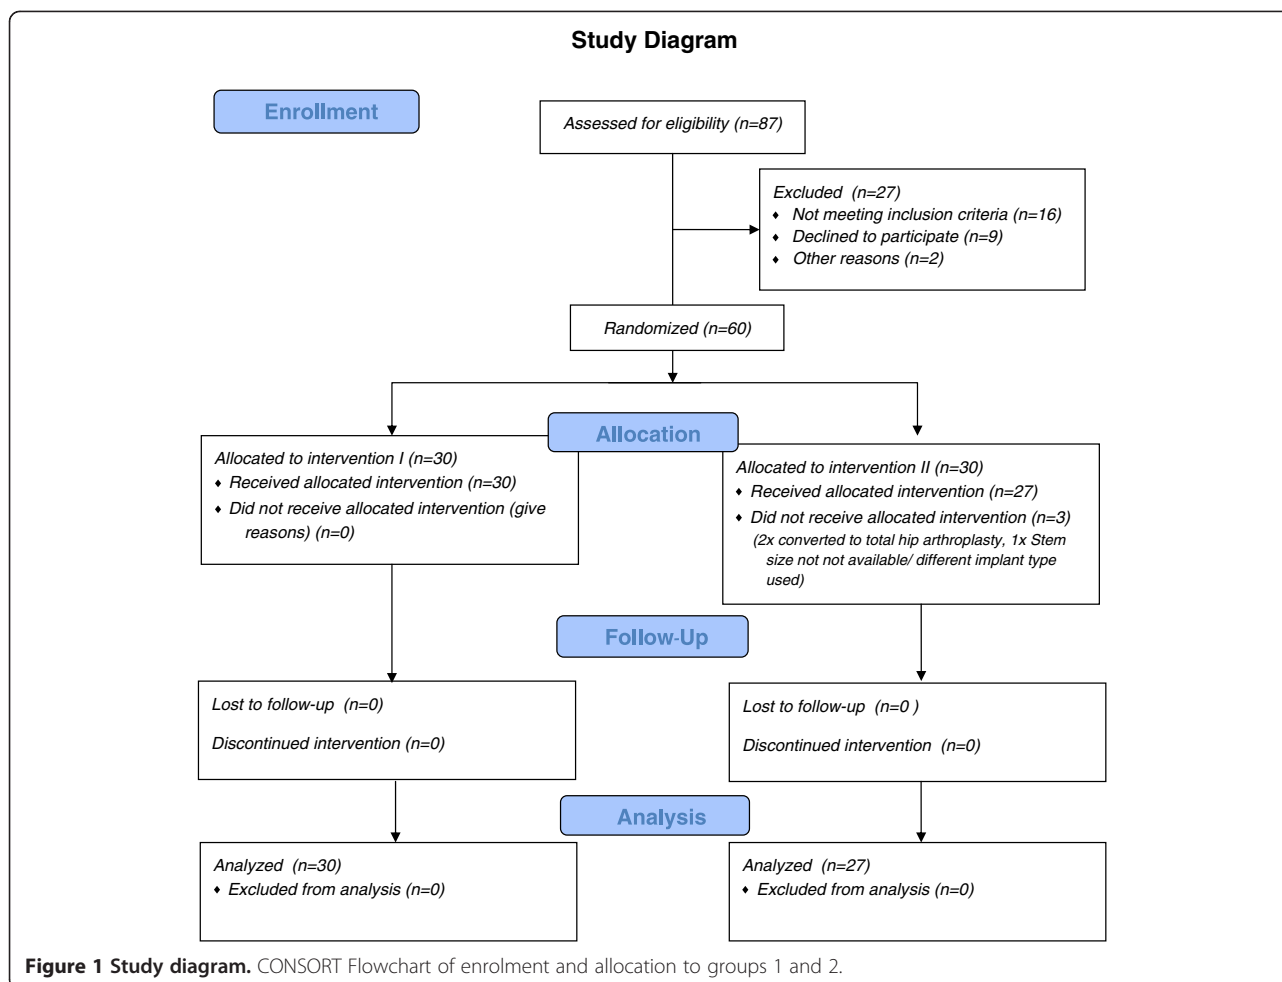 Study Diagram
Enrollment
Assessed for eligibility (n=87)
Excluded (n=27)
♦ Not meeting inclusion criteria (n=16)
♦ Declined to participate (n=9)
♦ Other reasons (n=2)
Randomized (n=60)
Allocation
Allocated to intervention I (n=30)
♦ Received allocated intervention (n=30)
♦ Did not receive allocated intervention (give
reasons) (n=0)
Allocated to intervention II (n=30)
♦ Received allocated intervention (n=27)
♦ Did not receive allocated intervention (n=3)
(2x converted to total hip arthroplasty, 1x Stem
size not not available/ different implant type
used)
Follow-Up
Lost to follow-up (n=0)
Discontinued intervention (n=0)
Lost to follow-up (n=0 )
Discontinued intervention (n=0)
Analysis
Analyzed (n=30)
♦ Excluded from analysis (n=0)
Analyzed (n=27)
♦ Excluded from analysis (n=0)
Figure 1 Study diagram. CONSORT Flowchart of enrolment and allocation to groups 1 and 2.